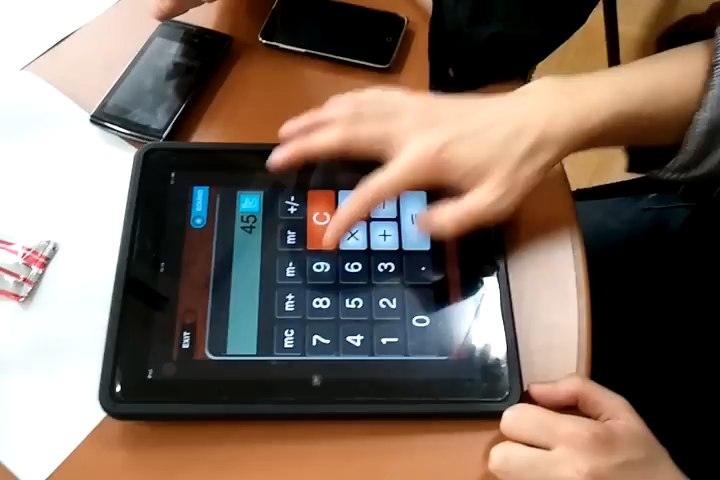 EXIT
45
mc m+ m- mr +/-
7 8 9 C
4 5 6 ×
1 2 3 +
0 . =